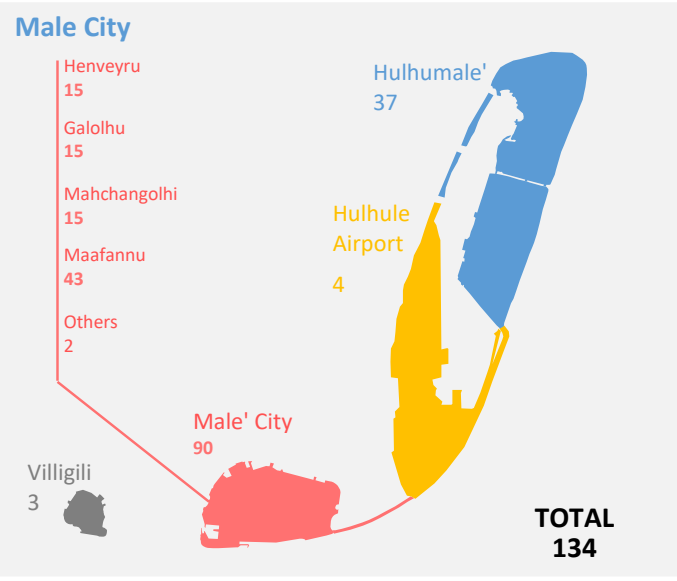 Male City
Henveyru
15
Galolhu
15
Mahchangolhi
15
Maafannu
43
Others
2
Hulhumale'
37
Hulhule
Airport
4
Male' City
90
Villigili
3
TOTAL
134